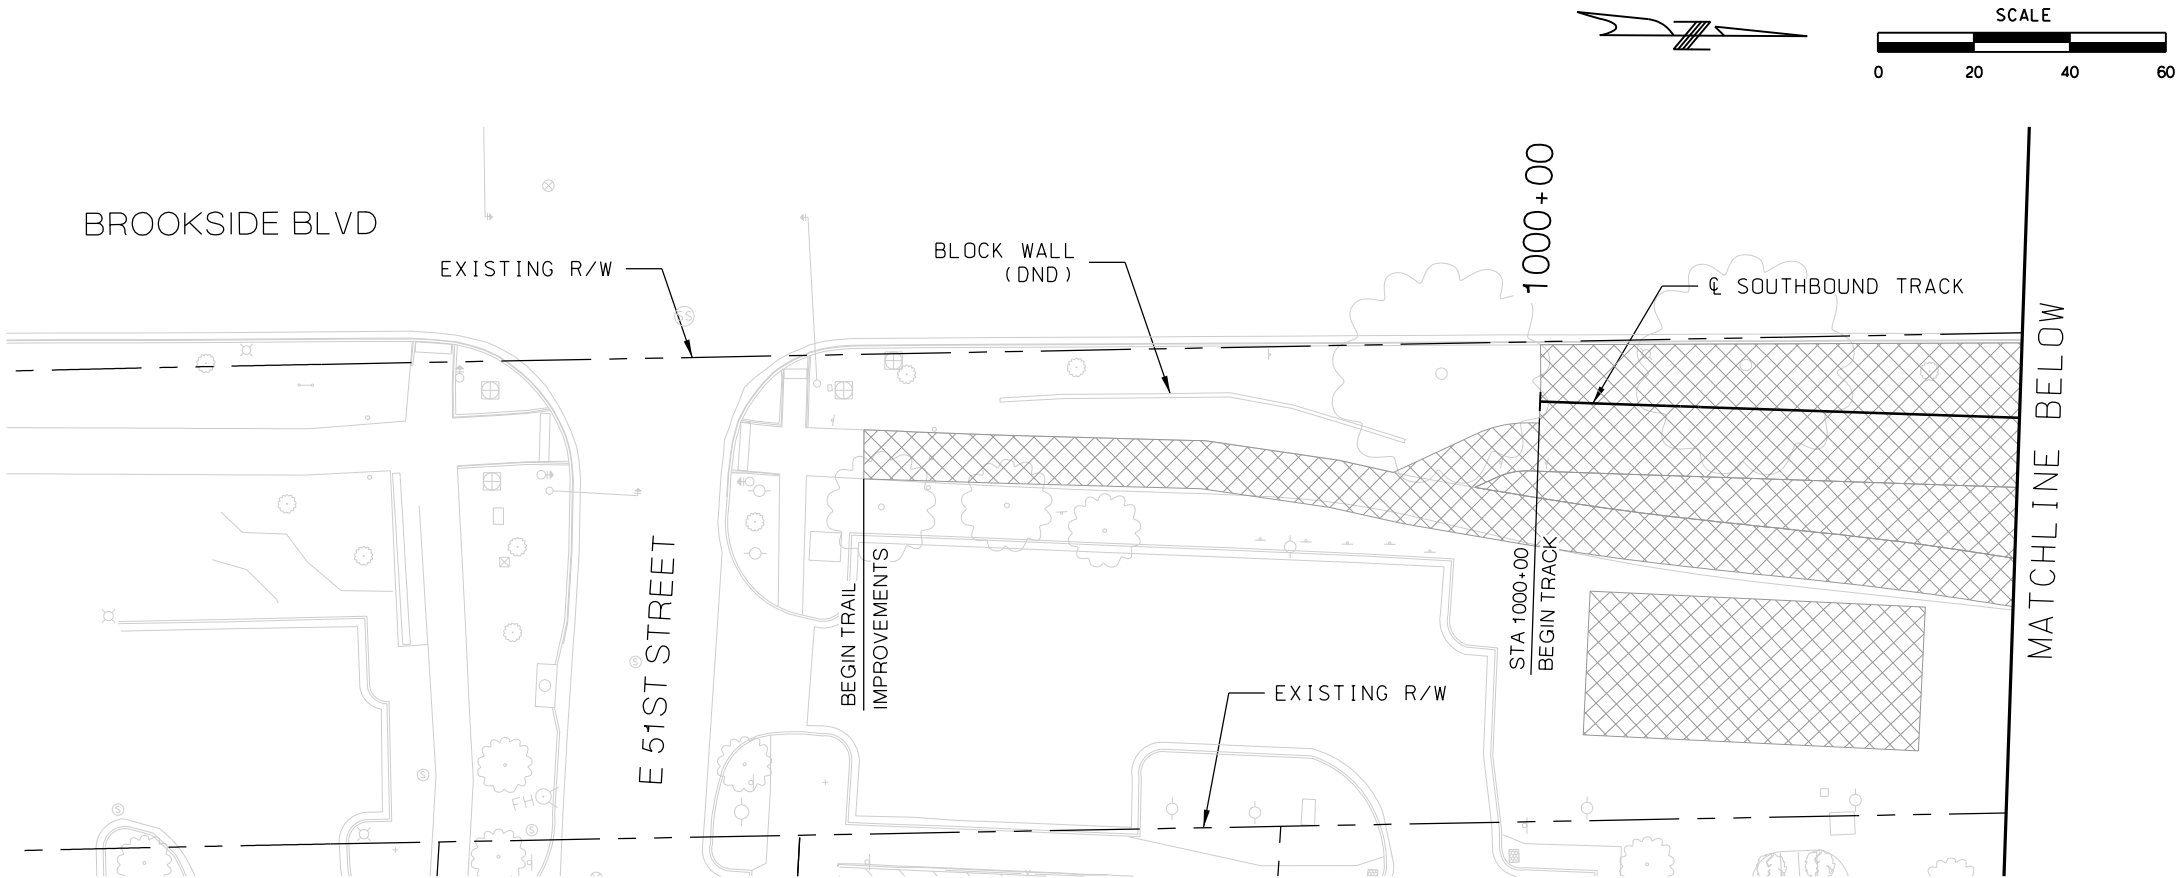 SCALE
0 20 40 60
BROOKSIDE BLVD
EXISTING R/W
BLOCK WALL
(DND)
1000+00
℄ SOUTHBOUND TRACK
MATCHLINE BELOW
GS
E 51ST STREET
BEGIN TRAIL
IMPROVEMENTS
STA 1000+00
BEGIN TRACK
EXISTING R/W
S
S
FH
S
S